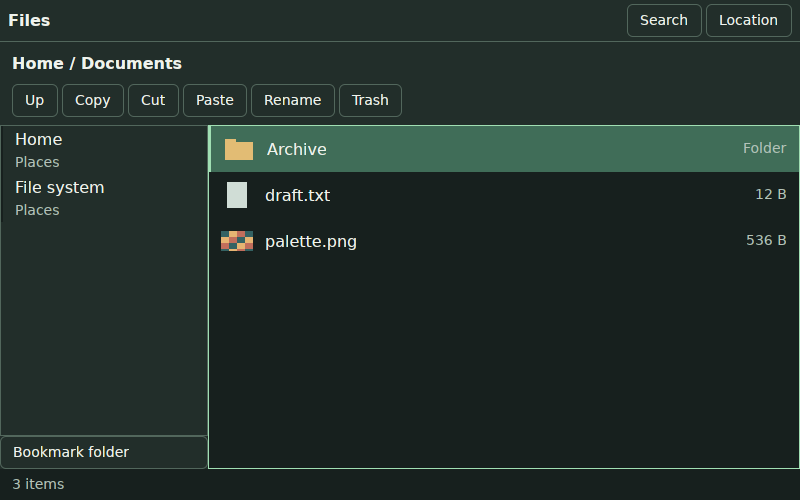 Files
Search
Location
Home / Documents
Up
Copy
Cut
Paste
Rename
Trash
Home
Places
File system
Places
Archive
Folder
draft.txt
12 B
palette.png
536 B
Bookmark folder
3 items